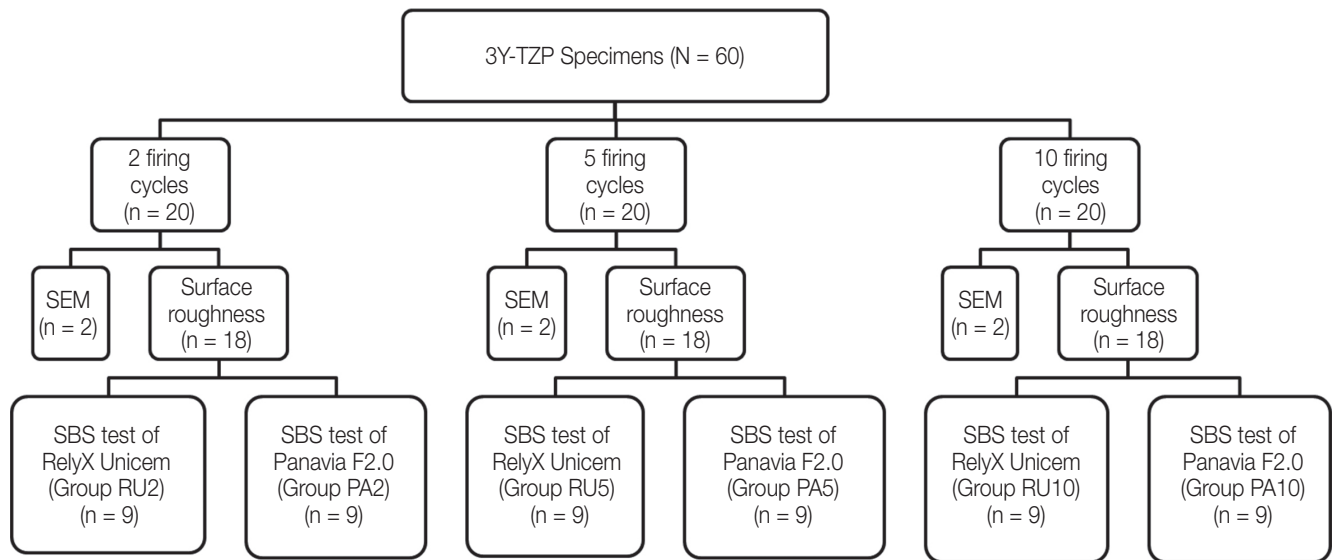 3Y-TZP Specimens (N = 60)
2 firing
cycles
(n = 20)
5 firing
cycles
(n = 20)
10 firing
cycles
(n = 20)
SEM
(n = 2)
Surface
roughness
(n = 18)
SEM
(n = 2)
Surface
roughness
(n = 18)
SEM
(n = 2)
Surface
roughness
(n = 18)
SBS test of
RelyX Unicem
(Group RU2)
(n = 9)
SBS test of
Panavia F2.0
(Group PA2)
(n = 9)
SBS test of
RelyX Unicem
(Group RU5)
(n = 9)
SBS test of
Panavia F2.0
(Group PA5)
(n = 9)
SBS test of
RelyX Unicem
(Group RU10)
(n = 9)
SBS test of
Panavia F2.0
(Group PA10)
(n = 9)